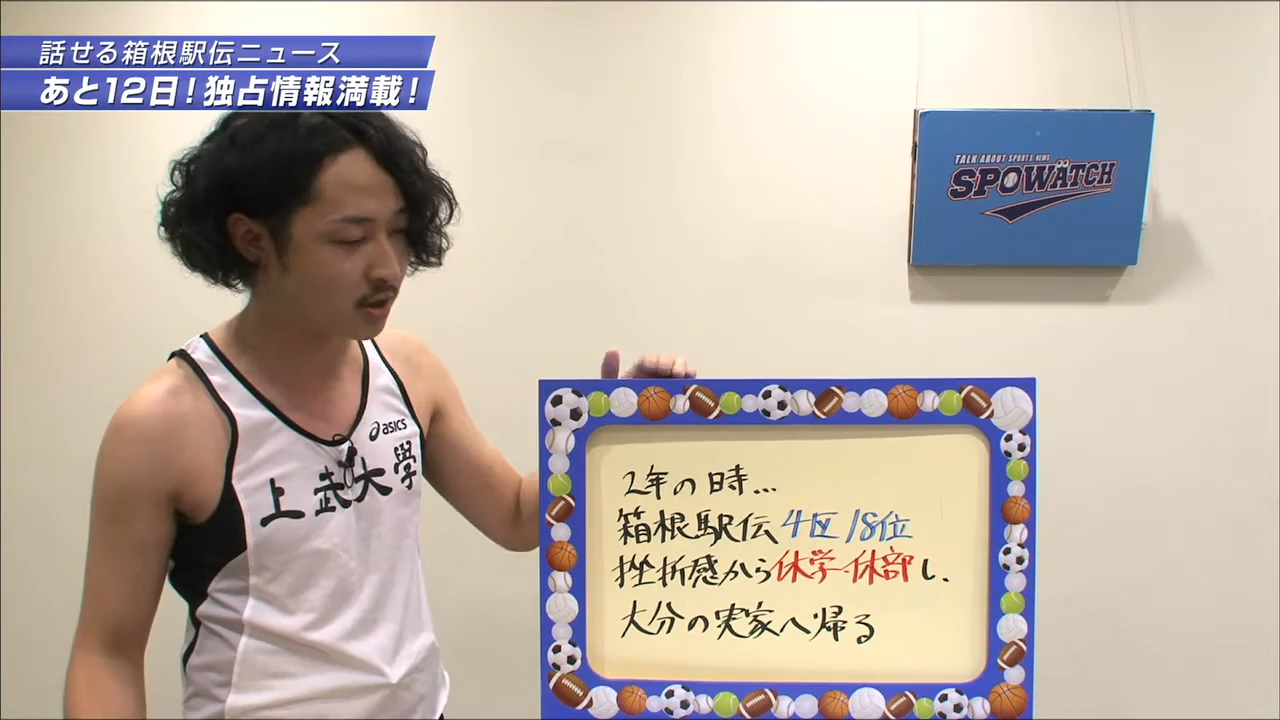 話せる箱根駅伝ニュース
あと12日!独占情報満載!
TALK ABOUT SPORTS NEWS
SPOWÄTCH
asics
上武大學
2年の時…
箱根駅伝4区18位
挫折感から休学・休部し、
大分の実家へ帰る